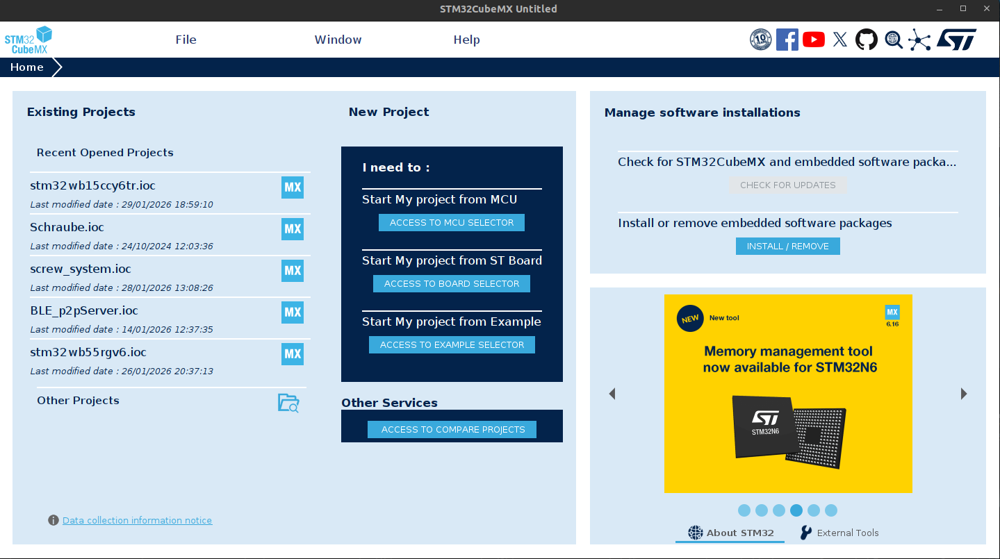 STM32CubeMX Untitled
STM32
CubeMX
File
Window
Help
10
YEARS
Home
Existing Projects
Recent Opened Projects
stm32wb15ccy6tr.ioc
MX
Last modified date : 29/01/2026 18:59:10
Schraube.ioc
MX
Last modified date : 24/10/2024 12:03:36
screw_system.ioc
MX
Last modified date : 28/01/2026 13:08:26
BLE_p2pServer.ioc
MX
Last modified date : 14/01/2026 12:37:35
stm32wb55rgv6.ioc
MX
Last modified date : 26/01/2026 20:37:13
Other Projects
Data collection information notice
New Project
I need to :
Start My project from MCU
ACCESS TO MCU SELECTOR
Start My project from ST Board
ACCESS TO BOARD SELECTOR
Start My project from Example
ACCESS TO EXAMPLE SELECTOR
Other Services
ACCESS TO COMPARE PROJECTS
Manage software installations
Check for STM32CubeMX and embedded software packa...
CHECK FOR UPDATES
Install or remove embedded software packages
INSTALL / REMOVE
NEW
New tool
MX
6.16
Memory management tool
now available for STM32N6
ST
STM32N6
About STM32
External Tools